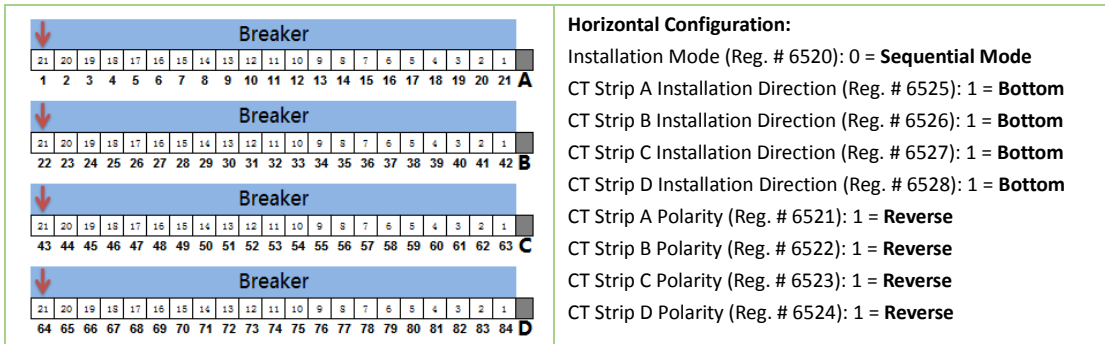 Breaker
21 20 19 18 17 16 15 14 13 12 11 10 9 8 7 6 5 4 3 2 1
1 2 3 4 5 6 7 8 9 10 11 12 13 14 15 16 17 18 19 20 21 A
Breaker
21 20 19 18 17 16 15 14 13 12 11 10 9 8 7 6 5 4 3 2 1
22 23 24 25 26 27 28 29 30 31 32 33 34 35 36 37 38 39 40 41 42 B
Breaker
21 20 19 18 17 16 15 14 13 12 11 10 9 8 7 6 5 4 3 2 1
43 44 45 46 47 48 49 50 51 52 53 54 55 56 57 58 59 60 61 62 63 C
Breaker
21 20 19 18 17 16 15 14 13 12 11 10 9 8 7 6 5 4 3 2 1
64 65 66 67 68 69 70 71 72 73 74 75 76 77 78 79 80 81 82 83 84 D
Horizontal Configuration:
Installation Mode (Reg. # 6520): 0 = Sequential Mode
CT Strip A Installation Direction (Reg. # 6525): 1 = Bottom
CT Strip B Installation Direction (Reg. # 6526): 1 = Bottom
CT Strip C Installation Direction (Reg. # 6527): 1 = Bottom
CT Strip D Installation Direction (Reg. # 6528): 1 = Bottom
CT Strip A Polarity (Reg. # 6521): 1 = Reverse
CT Strip B Polarity (Reg. # 6522): 1 = Reverse
CT Strip C Polarity (Reg. # 6523): 1 = Reverse
CT Strip D Polarity (Reg. # 6524): 1 = Reverse